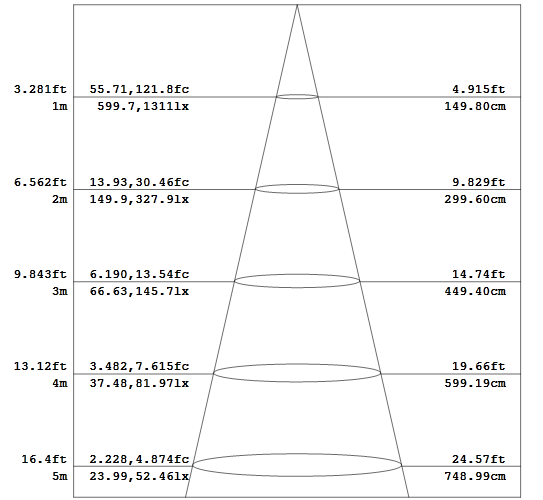 3.281ft 55.71,121.8fc 4.915ft
1m 599.7,1311lx 149.80cm
6.562ft 13.93,30.46fc 9.829ft
2m 149.9,327.9lx 299.60cm
9.843ft 6.190,13.54fc 14.74ft
3m 66.63,145.7lx 449.40cm
13.12ft 3.482,7.615fc 19.66ft
4m 37.48,81.97lx 599.19cm
16.4ft 2.228,4.874fc 24.57ft
5m 23.99,52.46lx 748.99cm